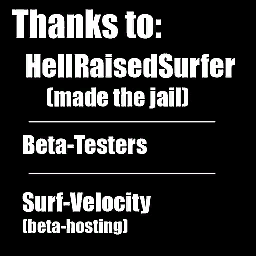 Thanks to:
HellRaisedSurfer
(made the jail)
Beta-Testers
Surf-Velocity
(beta-hosting)